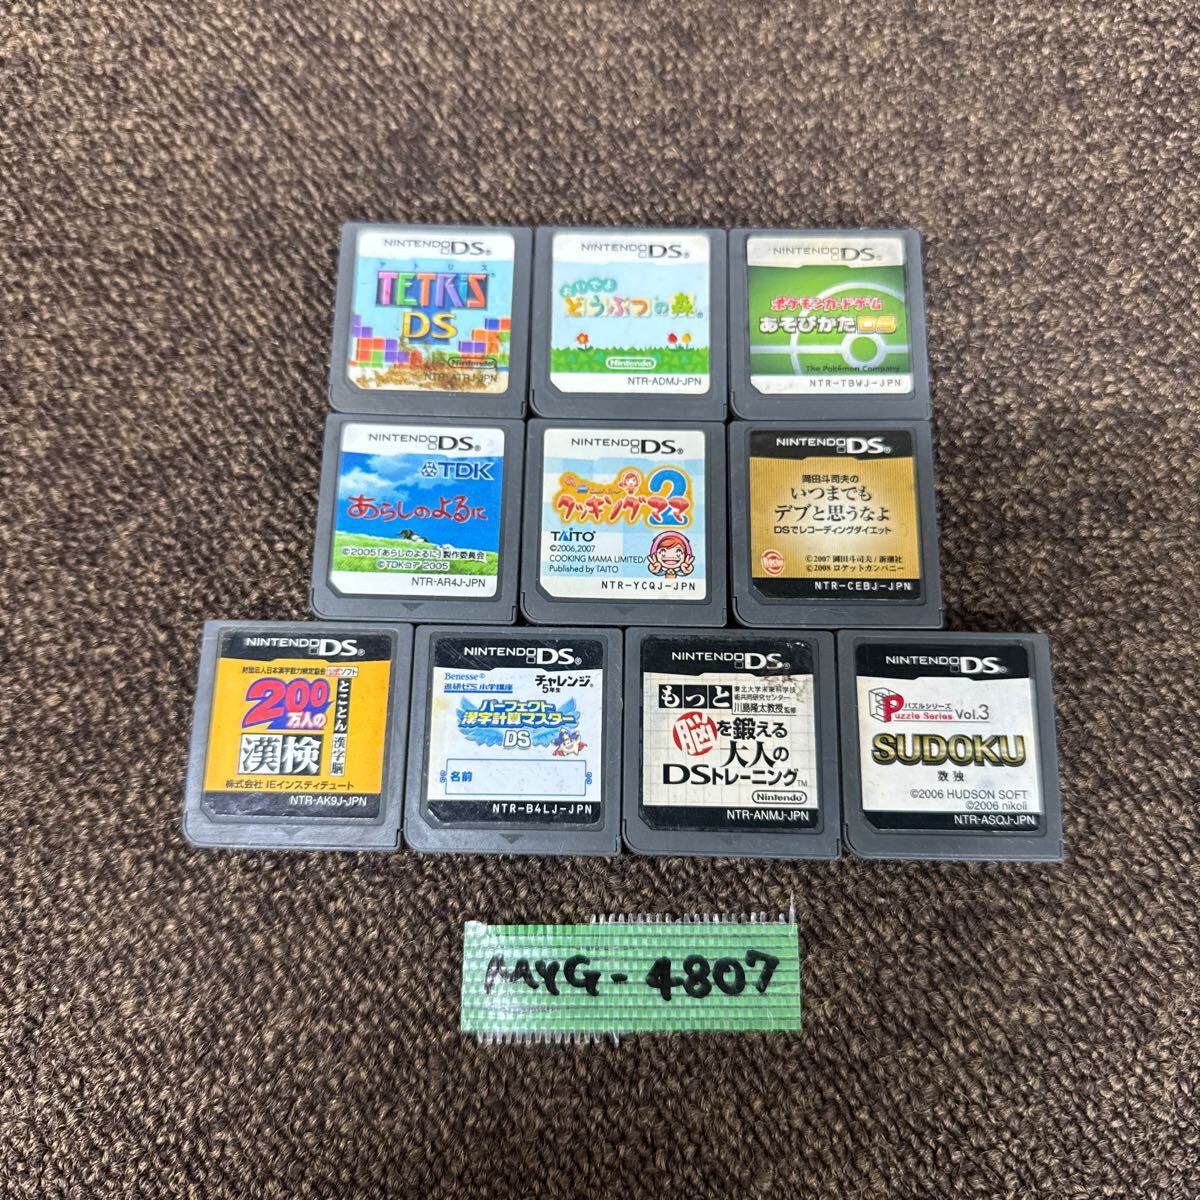 NINTENDO DS®
テトリス
TETRIS®
DS
Nintendo
NTR-ATRJ-JPN
NINTENDO DS®
おいでよ
どうぶつの森®
Nintendo
NTR-ADMJ-JPN
NINTENDO DS®
ポケモンカードゲーム
あそびかたDS
The Pokémon Company
NTR-TBWJ-JPN
NINTENDO DS®
TDK
あらしのよるに
©2005「あらしのよるに」製作委員会
©TDKコア 2005
NTR-AR4J-JPN
NINTENDO DS®
クッキングママ2
TAITO®
©2006,2007
COOKING MAMA LIMITED/
Published by TAITO
NTR-YCQJ-JPN
NINTENDO DS®
岡田斗司夫の
いつまでも
デブと思うなよ
DSでレコーディングダイエット
©2007 岡田斗司夫/新潮社
©2008 ロケットカンパニー
NTR-CEBJ-JPN
NINTENDO DS®
財団法人日本漢字能力検定協会 公式ソフト
200
万人の
漢検
とことん漢字脳
株式会社 IEインスティテュート
NTR-AK9J-JPN
NINTENDO DS®
Benesse®
進研ゼミ 小学講座
チャレンジ®
5年生
パーフェクト
漢字計算マスター
DS
名前
NTR-B4LJ-JPN
NINTENDO DS®
もっと
東北大学未来科学技
術共同研究センター
川島隆太教授監修
脳を鍛える
大人の
DSトレーニング™
Nintendo
NTR-ANMJ-JPN
NINTENDO DS®
パズルシリーズ
Puzzle Series Vol.3
SUDOKU
数独
©2006 HUDSON SOFT
©2006 nikoli
NTR-ASQJ-JPN
MYG-4807